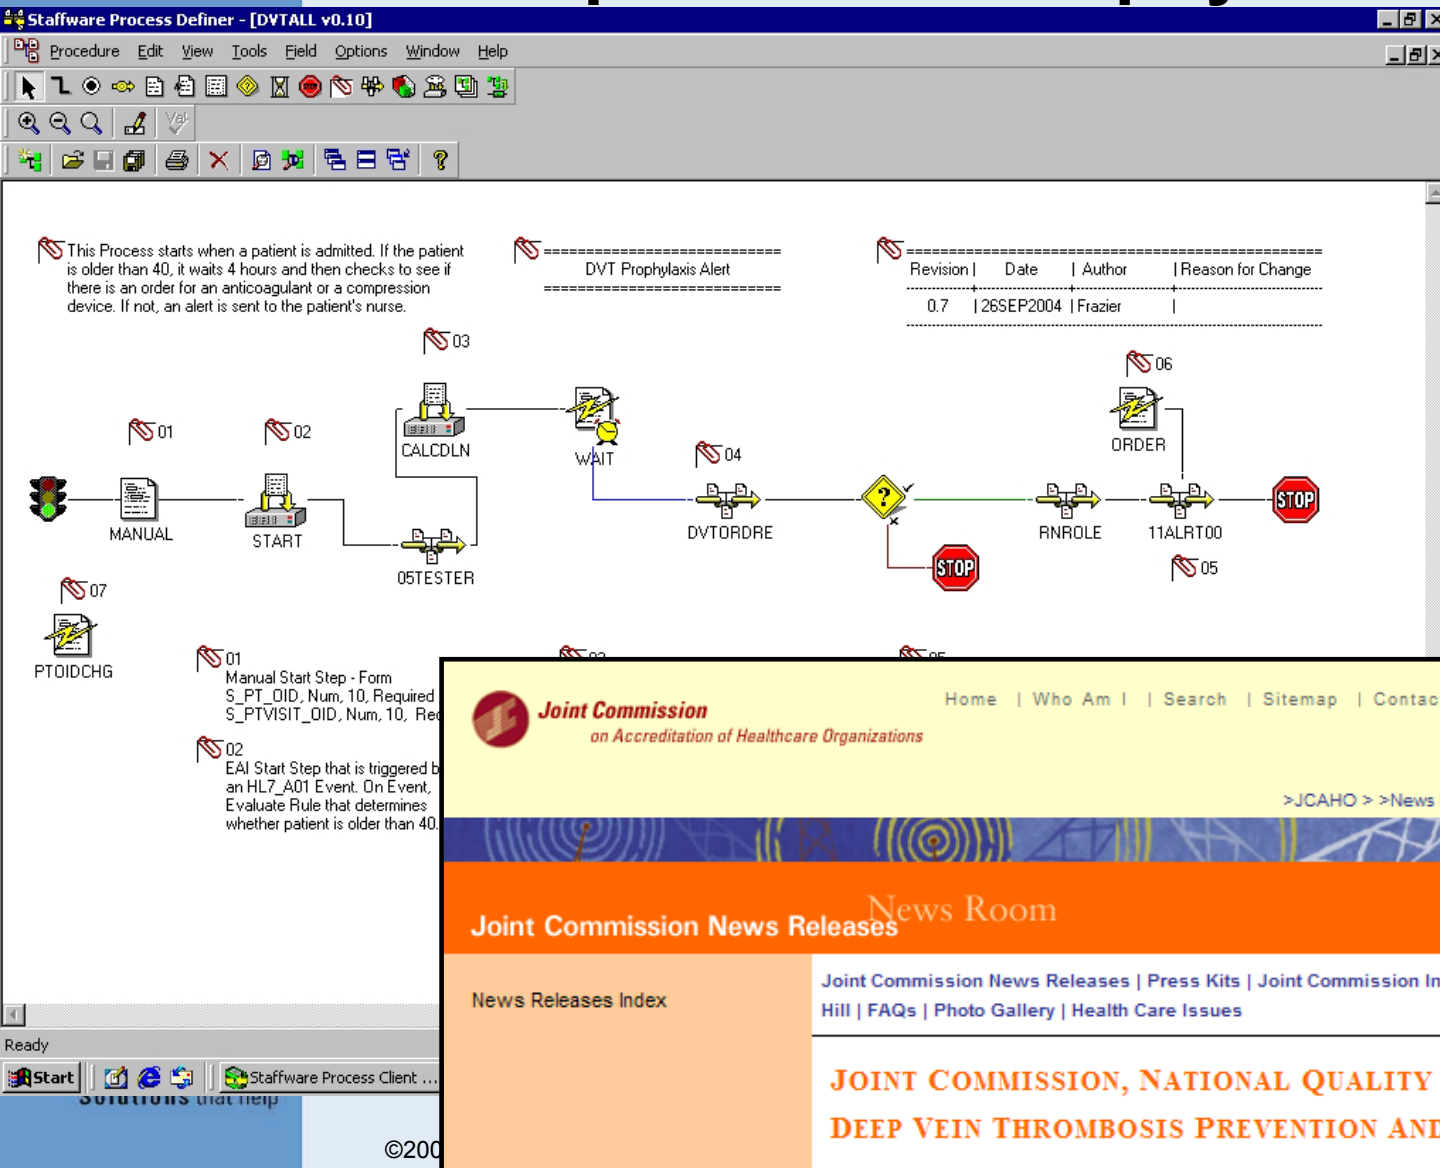 Staffware Process Definer - [DVTALL v0.10]
Procedure Edit View Tools Field Options Window Help
This Process starts when a patient is admitted. If the patient
is older than 40, it waits 4 hours and then checks to see if
there is an order for an anticoagulant or a compression
device. If not, an alert is sent to the patient's nurse.
===========================
DVT Prophylaxis Alert
===========================
Revision | Date | Author | Reason for Change
0.7 | 26SEP2004 | Frazier |
03
06
01
02
CALCDLN
WAIT
04
ORDER
MANUAL
START
DVTORDRE
?
RNROLE
11ALRT00
STOP
05TESTER
STOP
05
07
PTOIDCHG
01
Manual Start Step - Form
S_PT_OID, Num, 10, Required
S_PTVISIT_OID, Num, 10,
02
EAI Start Step that is triggered
an HL7_A01 Event. On Event,
Evaluate Rule that determines
whether patient is older than 40.
Joint Commission
on Accreditation of Healthcare Organizations
Home | Who Am I | Search | Sitemap |
>JCAHO > >News
News Room
Joint Commission News Releases
News Releases Index
Joint Commission News Releases | Press Kits | Joint Commission
Hill | FAQs | Photo Gallery | Health Care Issues
JOINT COMMISSION, NATIONAL QUALITY
DEEP VEIN THROMBOSIS PREVENTION AND
Ready
Start
Staffware Process Client ...
Solutions that help